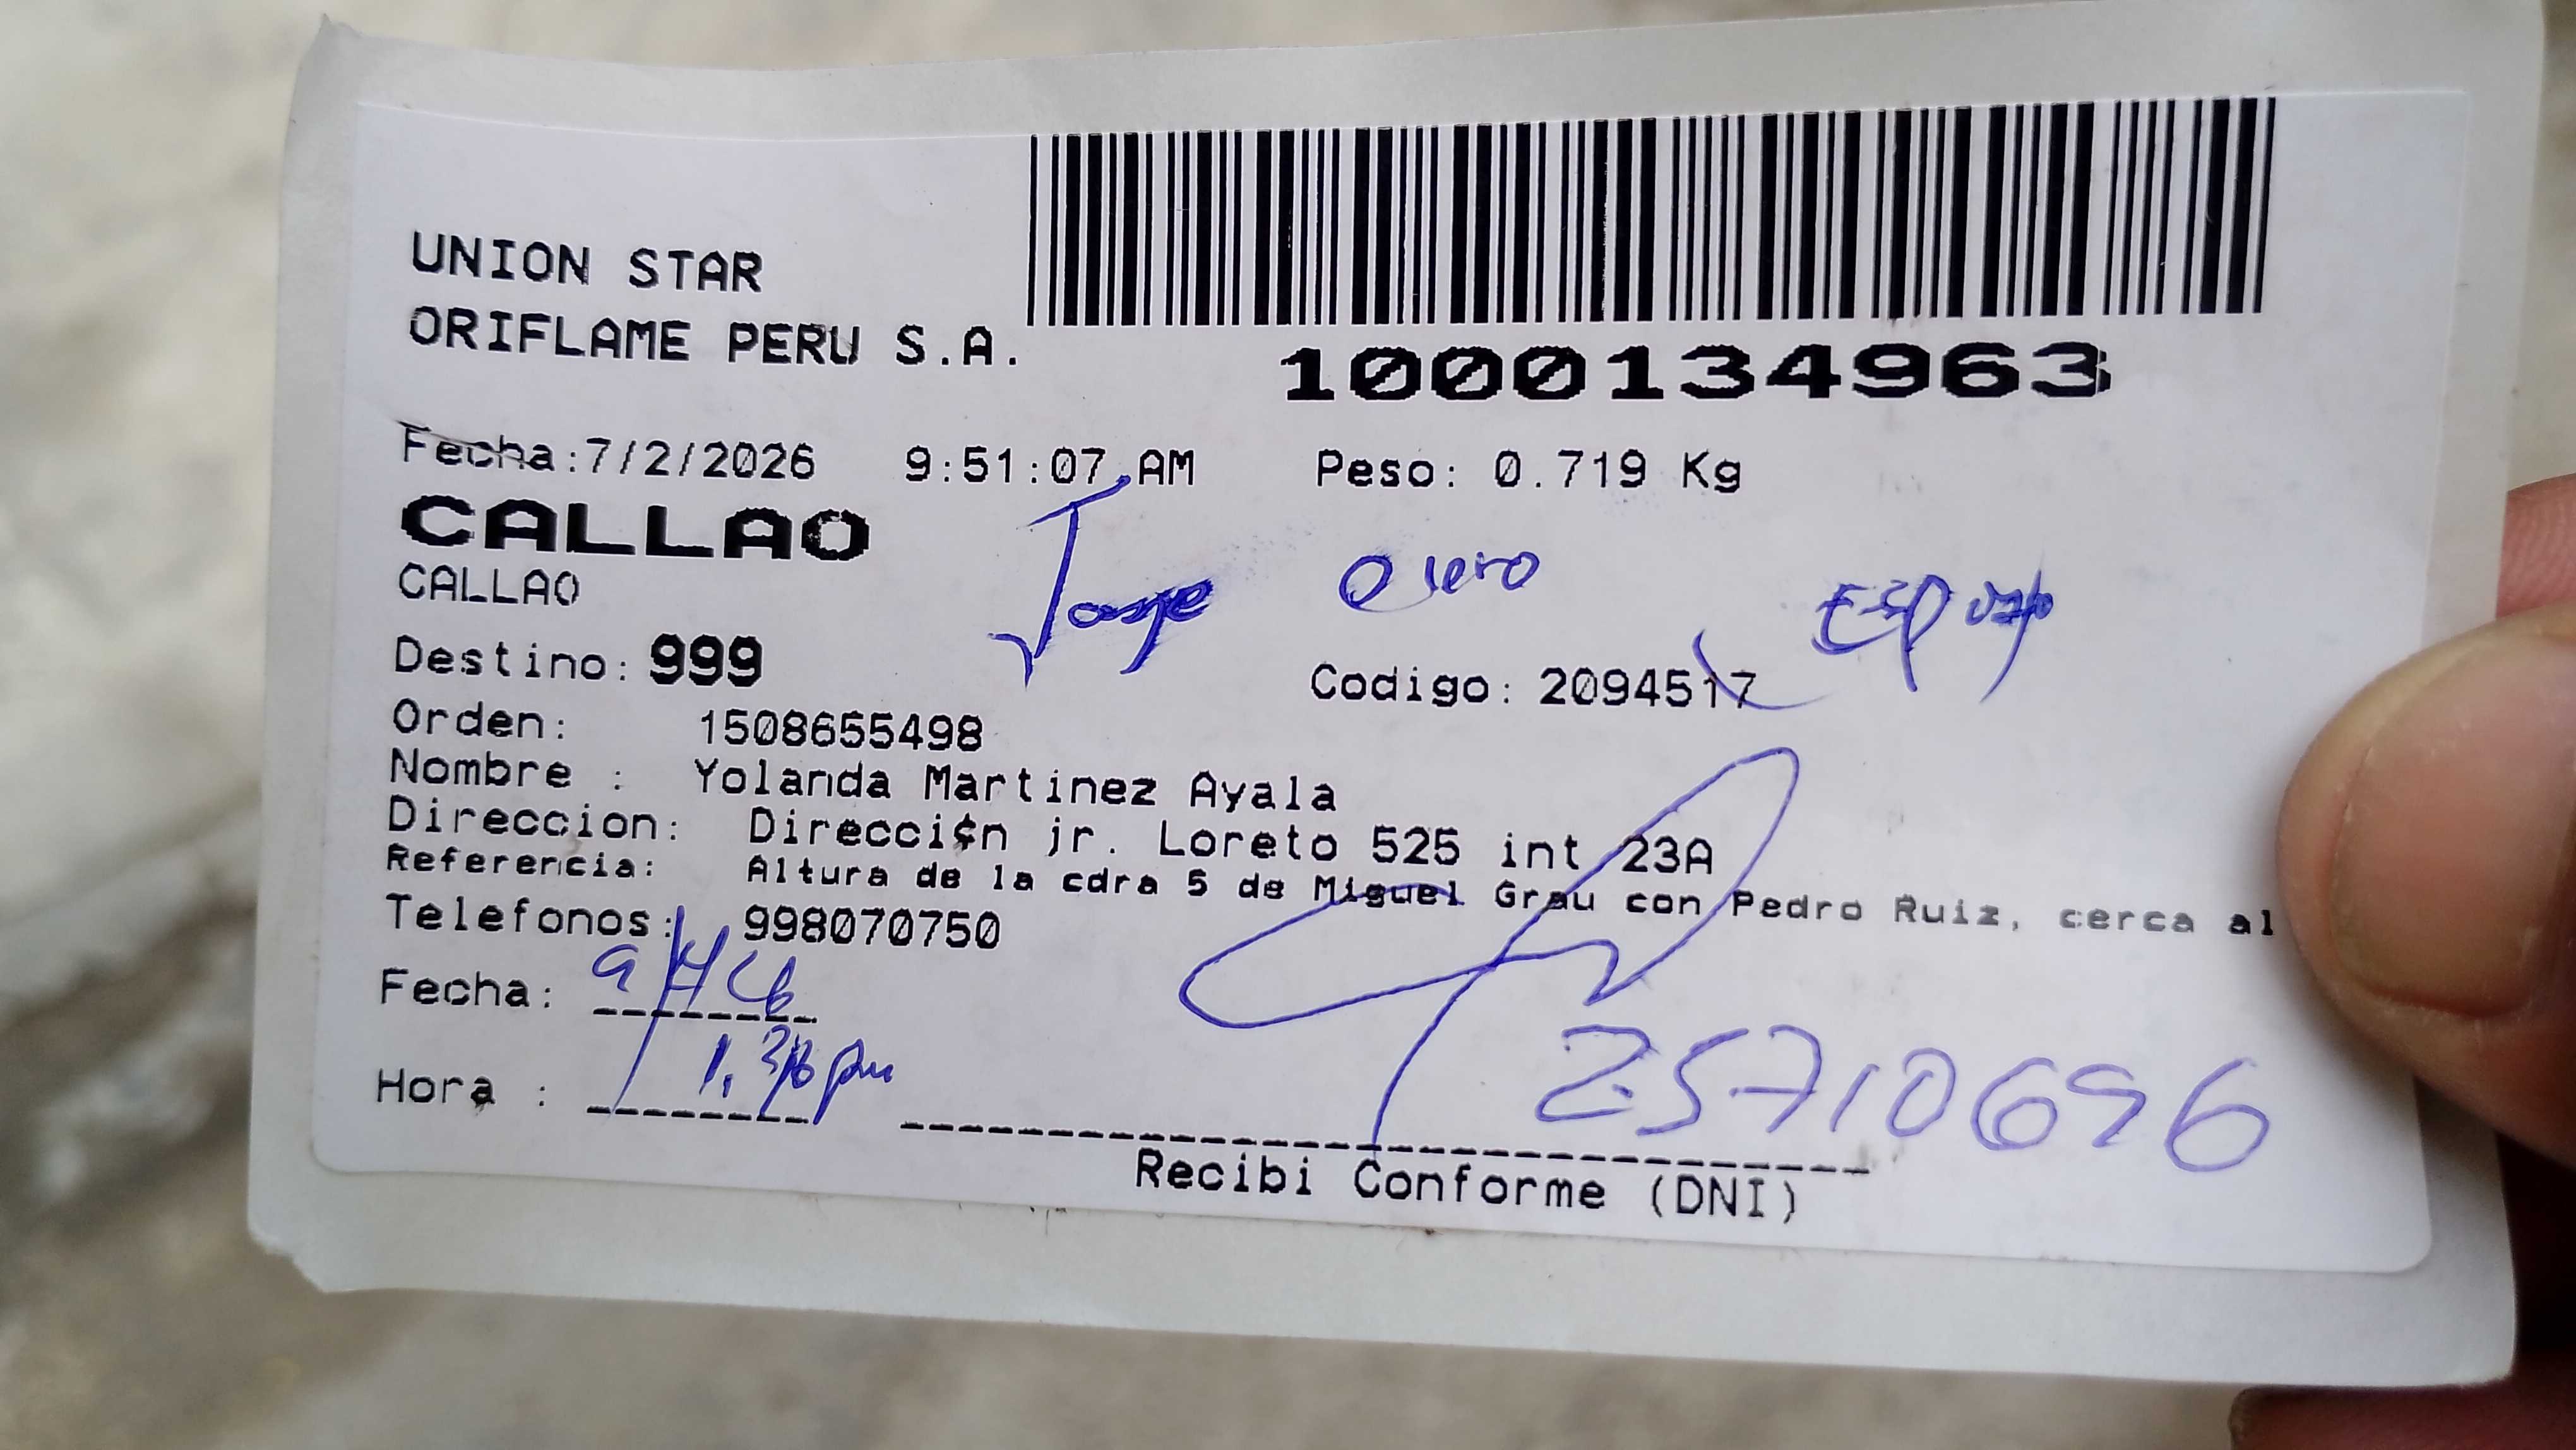 UNION STAR
ORIFLAME PERU S.A.
1000134963
Fecha:7/2/2026 9:51:07 AM Peso: 0.719 Kg
CALLAO
CALLAO
Jorge Otero Esposo
Destino: 999
Codigo: 2094517
Orden: 1508655498
Nombre : Yolanda Martinez Ayala
Direccion: Direcci¢n jr. Loreto 525 int 23A
Referencia: Altura de la cdra 5 de Miguel Grau con Pedro Ruiz, cerca al
Telefonos: 998070750
Fecha:
Hora : pm
25710696
Recibi Conforme (DNI)